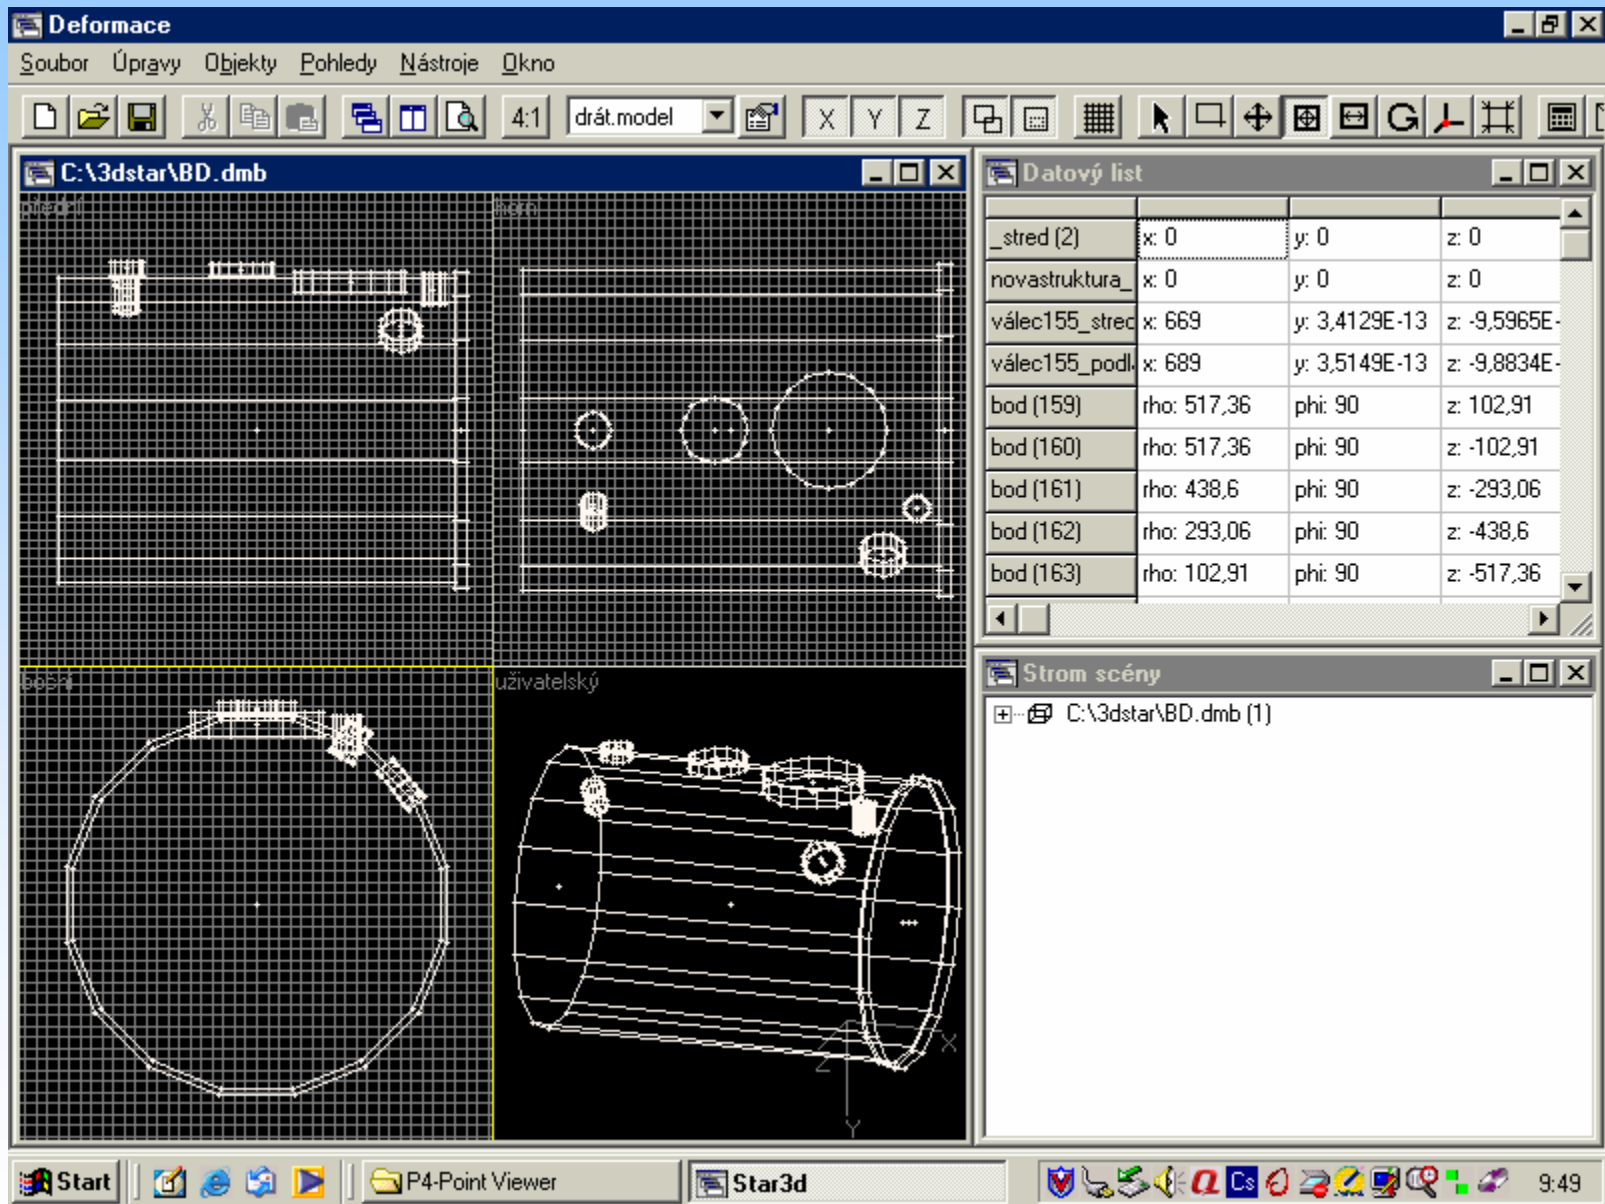 Deformace
Soubor Úpravy Objekty Pohledy Nástroje Okno
4:1 drát.model X Y Z
C:\3dstar\BD.dmb
přední
horní
boční
uživatelský
X
Z
Y
Datový list
_stred (2) x: 0 y: 0 z: 0
novastruktura_ x: 0 y: 0 z: 0
válec155_stred x: 669 y: 3,4129E-13 z: -9,5965E-
válec155_podl x: 689 y: 3,5149E-13 z: -9,8834E-
bod (159) rho: 517,36 phi: 90 z: 102,91
bod (160) rho: 517,36 phi: 90 z: -102,91
bod (161) rho: 438,6 phi: 90 z: -293,06
bod (162) rho: 293,06 phi: 90 z: -438,6
bod (163) rho: 102,91 phi: 90 z: -517,36
Strom scény
C:\3dstar\BD.dmb (1)
Start P4-Point Viewer Star3d Cs 9:49